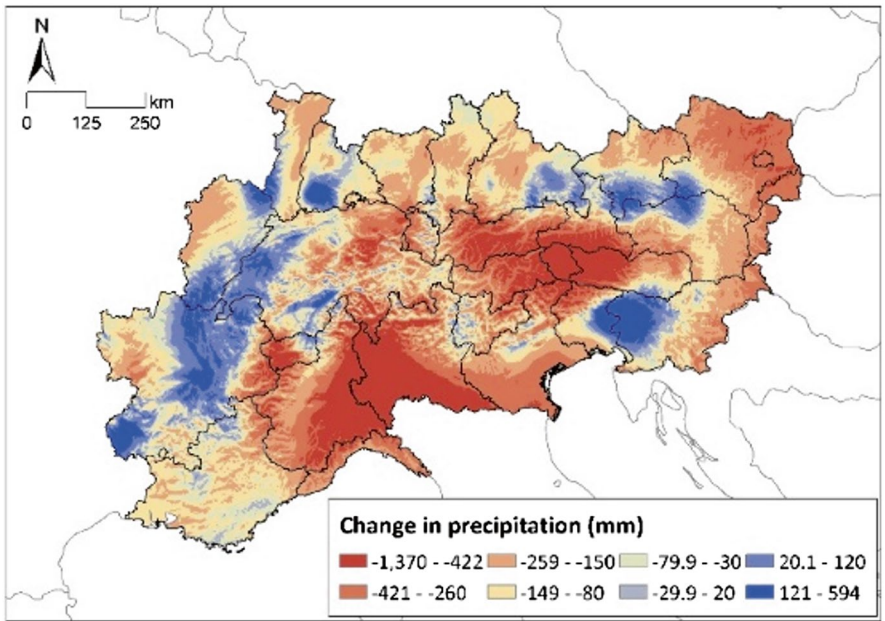 N
km
0 125 250
Change in precipitation (mm)
-1,370 - -422 -259 - -150 -79.9 - -30 20.1 - 120
-421 - -260 -149 - -80 -29.9 - 20 121 - 594